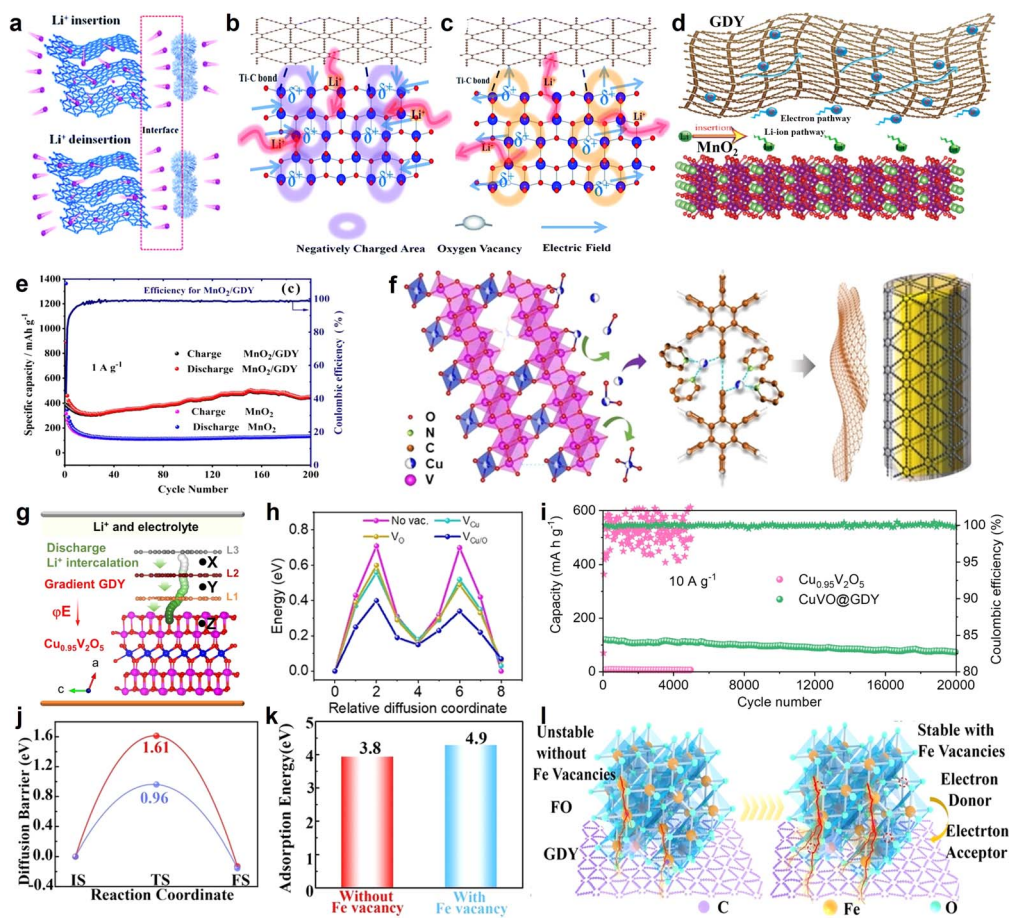 a
Li⁺ insertion
Li⁺ deinsertion
Interface
b
Ti-C bond
δ⁺ δ⁺
Li⁺
Li⁺ δ⁺ δ⁺ Li⁺
δ⁺ δ⁺
c
Ti-C bond
δ⁺ δ⁺
Li⁺
δ⁺ δ⁺ Li⁺
Li⁺ δ⁺ δ⁺
Negatively Charged Area
Oxygen Vacancy
Electric Field
d
GDY
Electron pathway
insertion
Li-ion pathway
MnO₂
e
Efficiency for MnO₂/GDY
(c)
1 A g⁻¹
Charge MnO₂/GDY
Discharge MnO₂/GDY
Charge MnO₂
Discharge MnO₂
Specific capacity / mAh g⁻¹
1400
1200
1000
800
600
400
200
0
Coulombic efficiency ( % )
100
80
60
40
20
0
0 40 80 120 160 200
Cycle Number
f
O
N
C
Cu
V
g
Li⁺ and electrolyte
Discharge
Li⁺ intercalation
Gradient GDY
φE
Cu₀.₉₅V₂O₅
L3
X
L2
Y
L1
Z
a
c
h
No vac.
V_Cu
V_O
V_Cu/O
Energy (eV)
0.8
0.6
0.4
0.2
0.0
0 2 4 6 8
Relative diffusion coordinate
i
10 A g⁻¹
Cu₀.₉₅V₂O₅
CuVO@GDY
Capacity (mA h g⁻¹)
600
400
200
0
Coulombic efficiency (%)
100
95
90
85
80
0 4000 8000 12000 16000 20000
Cycle number
j
1.61
0.96
Diffusion Barrier (eV)
1.6
0.8
0.0
-0.4
IS TS FS
Reaction Coordinate
k
3.8
4.9
Adsorption Energy(eV)
5
4
3
2
1
0
Without
Fe vacancy
With
Fe vacancy
l
Unstable
without
Fe Vacancies
FO
GDY
Stable with
Fe Vacancies
Electron
Donor
Electrton
Acceptor
C Fe O